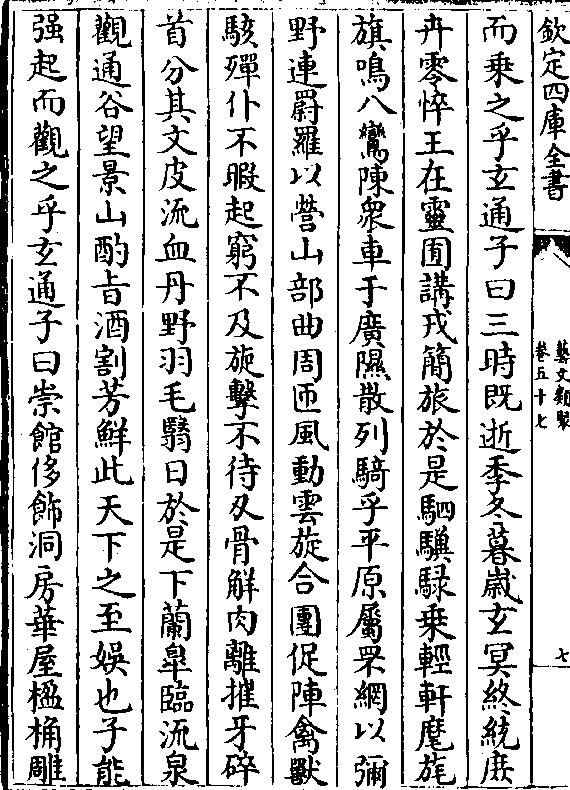 欽定四庫全書
藝文類聚
卷五十七
七
而乗之乎玄通子曰三時既逝季冬暮嵗玄冥終統庶
卉零悴王在靈囿講戎簡旅於是駟驥騄乗輕軒麾旄
旗鳴八鸞陳衆車于廣隰散列騎乎平原屬罘網以彌
野連罻羅以營山部曲周匝風動雲旋合團促陣禽獸
駭殫仆不暇起窮不及旋擊不待刄骨解肉離摧牙碎
首分其文皮流血丹野羽毛翳日於是下蘭臯臨流泉
觀通谷望景山酌旨酒割芳鮮此天下之至娯也子能
强起而觀之乎玄通子曰崇館侈飾洞房華屋楹桷雕